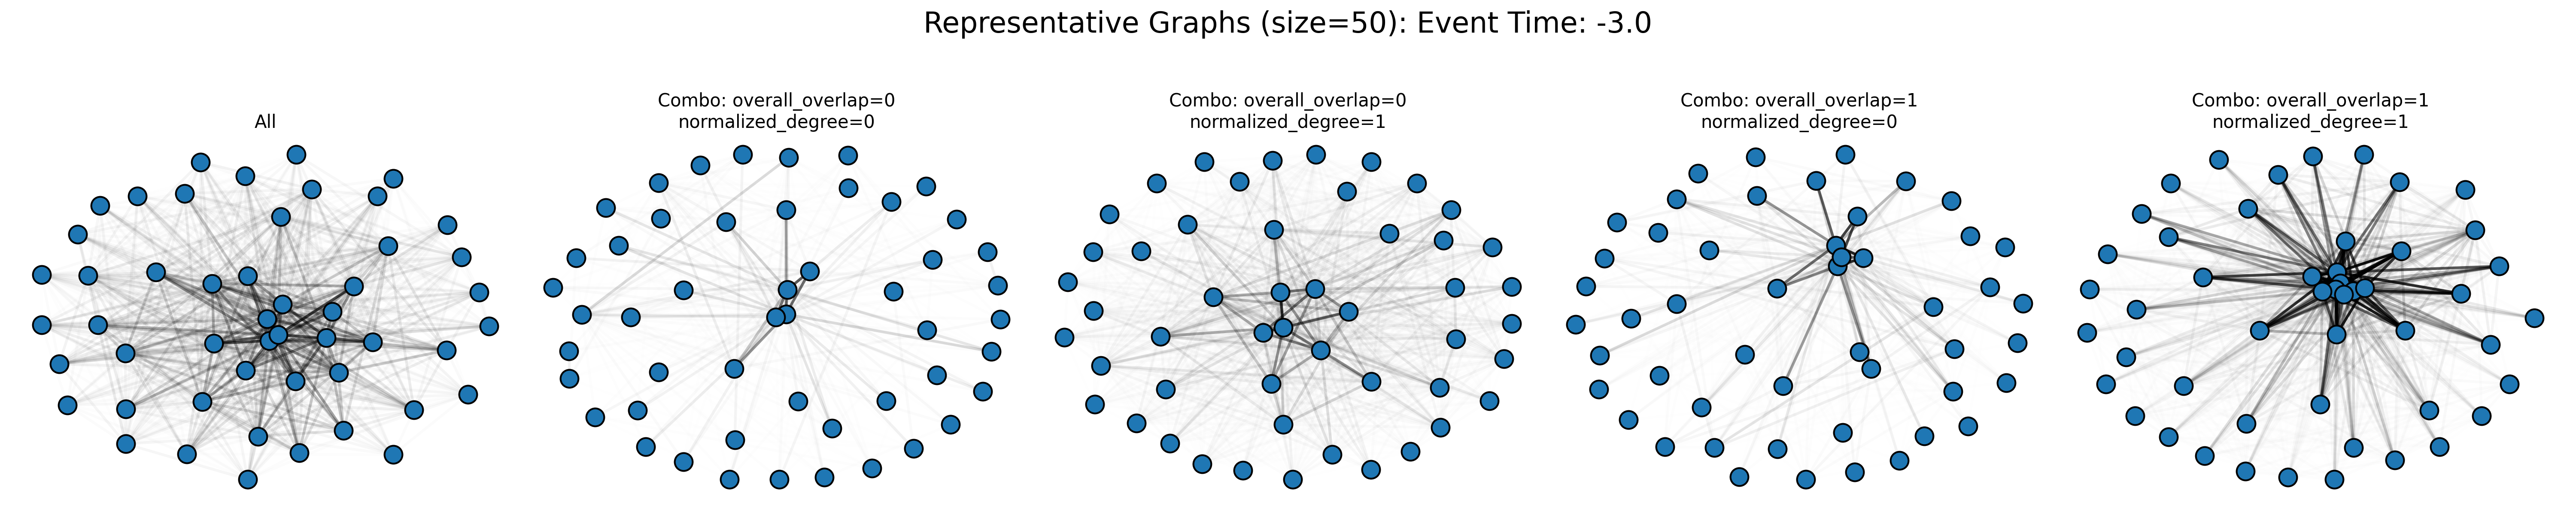 Representative Graphs (size=50): Event Time: -3.0
All
Combo: overall_overlap=0
normalized_degree=0
Combo: overall_overlap=0
normalized_degree=1
Combo: overall_overlap=1
normalized_degree=0
Combo: overall_overlap=1
normalized_degree=1